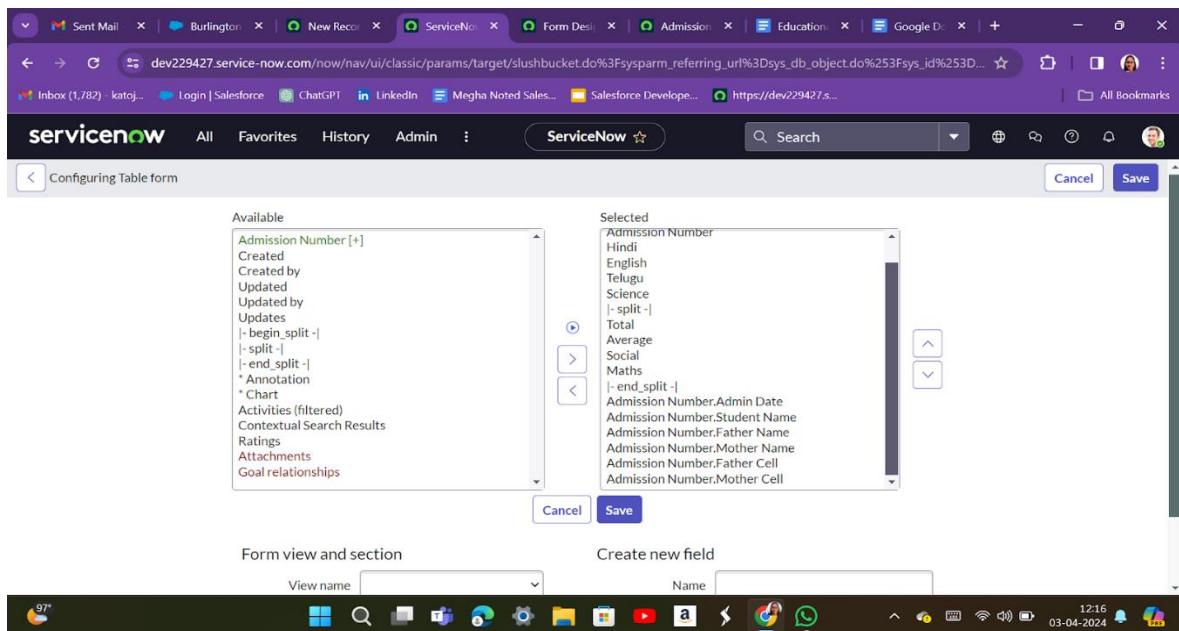 Sent Mail
Burlington
New Recor
ServiceNov
Form Desi
Admission
Education
Google Do
dev229427.service-now.com/now/nav/ui/classic/params/target/slushbucket.do%3Fsysparm_referring_url%3Dsys_db_object.do%253Fsys_id%253D...
Inbox (1,782) - katoj...
Login | Salesforce
ChatGPT
LinkedIn
Megha Noted Sales...
Salesforce Develope...
https://dev229427.s...
All Bookmarks
servicenow
All
Favorites
History
Admin
ServiceNow
Search
Configuring Table form
Cancel
Save
Available
Admission Number [+]
Created
Created by
Updated
Updated by
Updates
|- begin_split -|
|- split -|
|- end_split -|
* Annotation
* Chart
Activities (filtered)
Contextual Search Results
Ratings
Attachments
Goal relationships
Selected
Admission Number
Hindi
English
Telugu
Science
|- split -|
Total
Average
Social
Maths
|- end_split -|
Admission Number.Admin Date
Admission Number.Student Name
Admission Number.Father Name
Admission Number.Mother Name
Admission Number.Father Cell
Admission Number.Mother Cell
Cancel
Save
Form view and section
Create new field
View name
Name
97°
12:16
03-04-2024